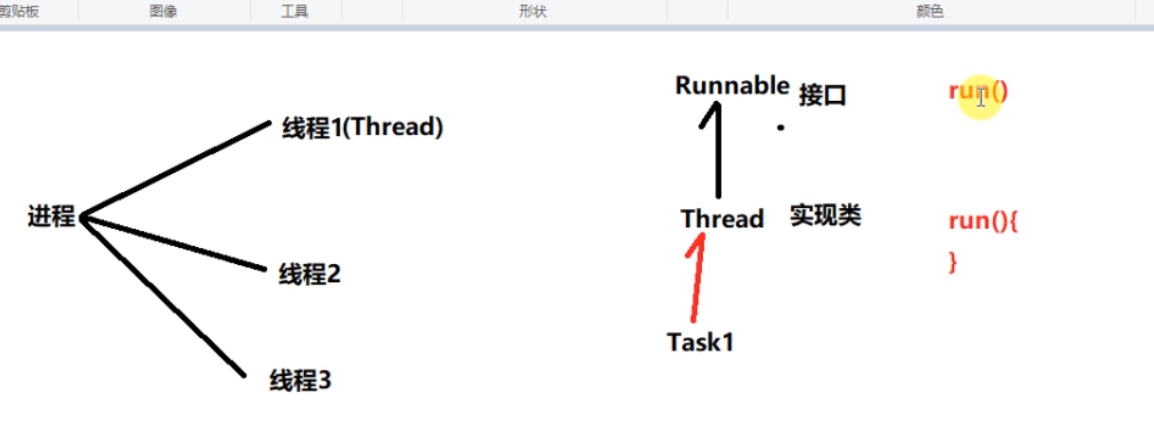 剪贴板
图像
工具
形状
颜色
Runnable 接口
run()
线程1(Thread)
进程
Thread 实现类
run(){
}
线程2
Task1
线程3